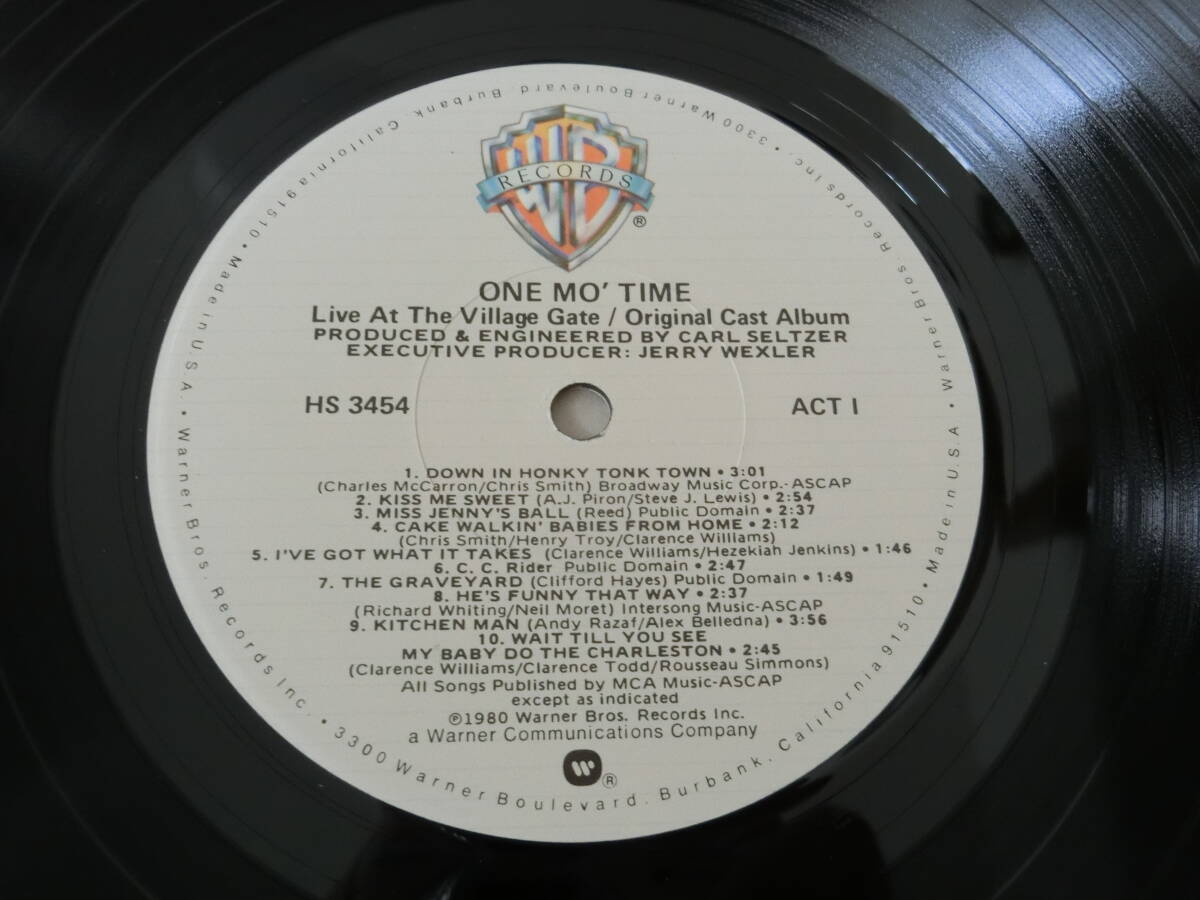 WB
RECORDS
®
ONE MO' TIME
Live At The Village Gate / Original Cast Album
PRODUCED & ENGINEERED BY CARL SELTZER
EXECUTIVE PRODUCER: JERRY WEXLER
HS 3454
ACT I
1. DOWN IN HONKY TONK TOWN • 3:01
(Charles McCarron/Chris Smith) Broadway Music Corp.-ASCAP
2. KISS ME SWEET (A.J. Piron/Steve J. Lewis) • 2:54
3. MISS JENNY'S BALL (Reed) Public Domain • 2:37
4. CAKE WALKIN' BABIES FROM HOME • 2:12
(Chris Smith/Henry Troy/Clarence Williams)
5. I'VE GOT WHAT IT TAKES (Clarence Williams/Hezekiah Jenkins) • 1:46
6. C. C. Rider Public Domain • 2:47
7. THE GRAVEYARD (Clifford Hayes) Public Domain • 1:49
8. HE'S FUNNY THAT WAY • 2:37
(Richard Whiting/Neil Moret) Intersong Music-ASCAP
9. KITCHEN MAN (Andy Razaf/Alex Belledna) • 3:56
10. WAIT TILL YOU SEE
MY BABY DO THE CHARLESTON • 2:45
(Clarence Williams/Clarence Todd/Rousseau Simmons)
All Songs Published by MCA Music-ASCAP
except as indicated
℗1980 Warner Bros. Records Inc.
a Warner Communications Company
W ®
Warner Bros. Records Inc. • 3300 Warner Boulevard, Burbank, California 91510 • Made in U.S.A. •
Warner Bros. Records Inc. • 3300 Warner Boulevard, Burbank, California 91510 • Made in U.S.A. •